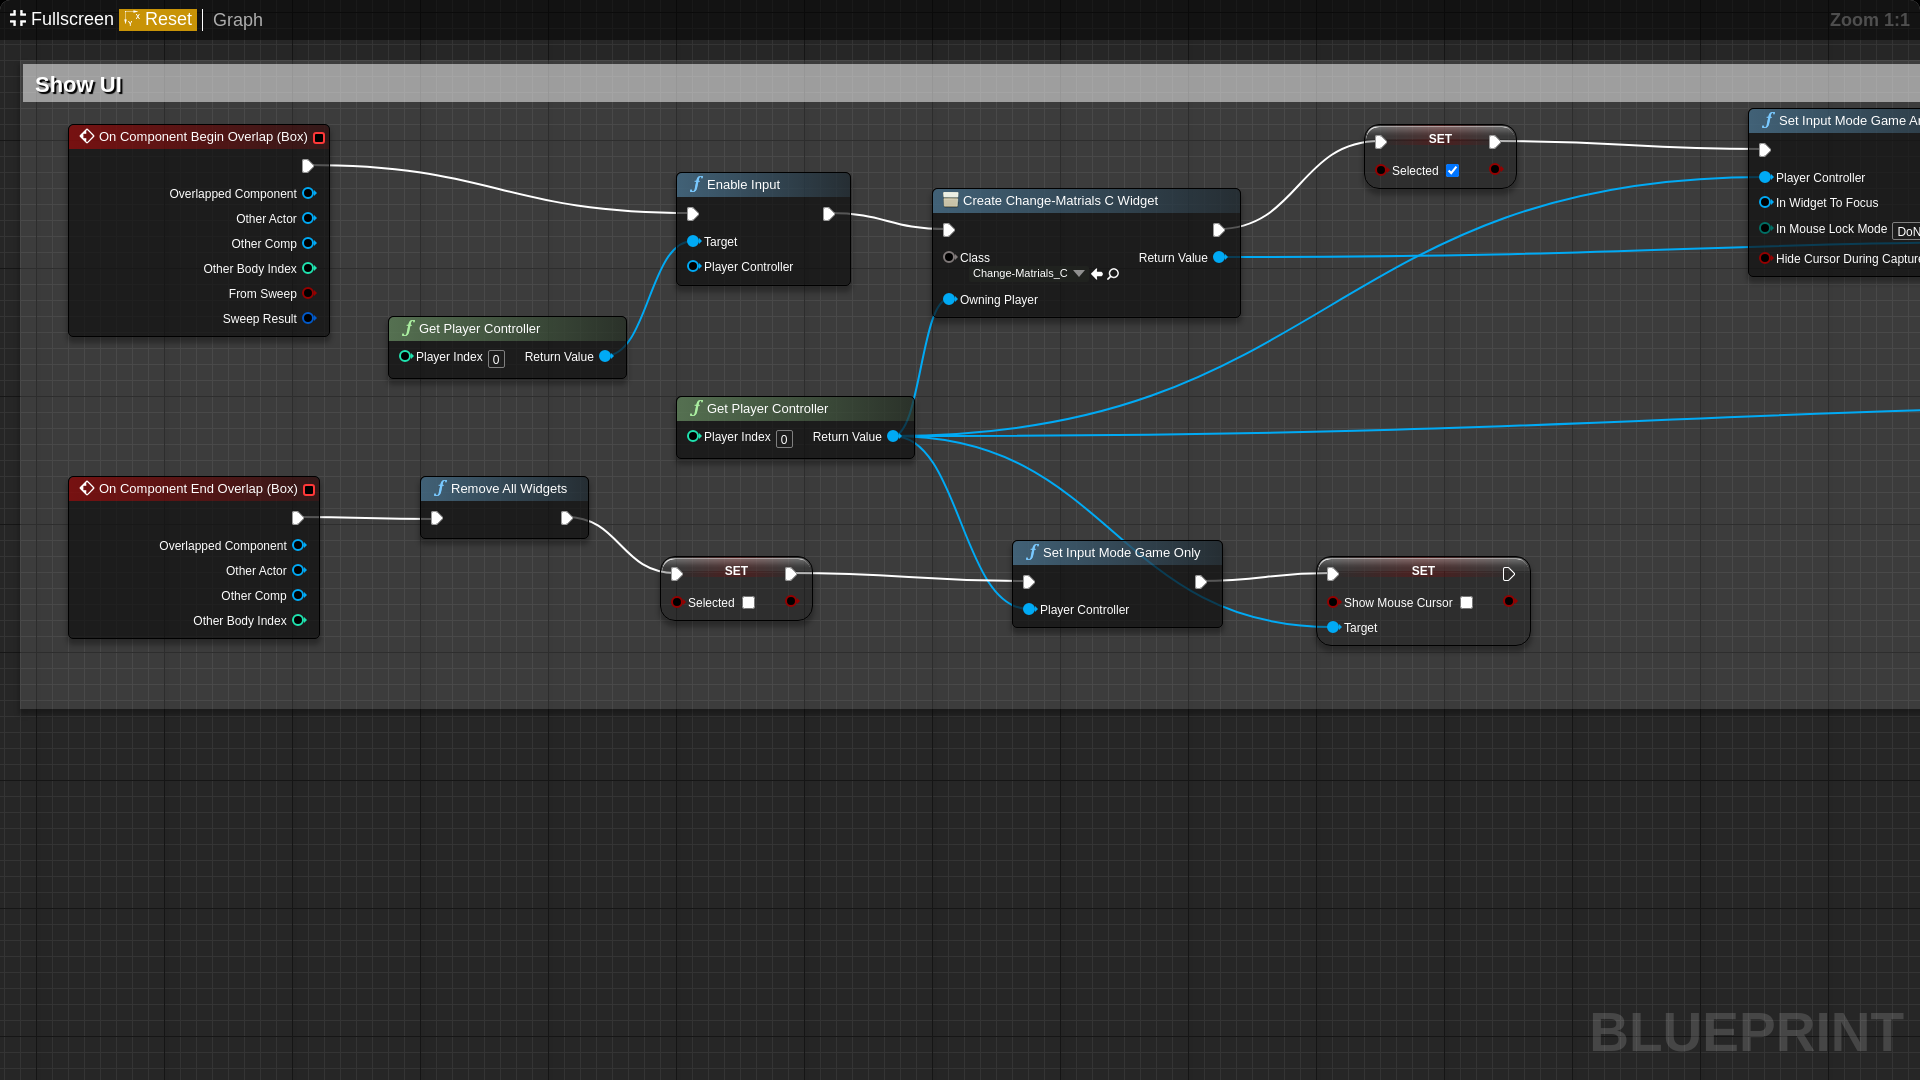 Fullscreen Reset Graph
Zoom 1:1
Show UI
On Component Begin Overlap (Box)
Overlapped Component
Other Actor
Other Comp
Other Body Index
From Sweep
Sweep Result
Enable Input
Target
Player Controller
Get Player Controller
Player Index 0 Return Value
Create Change-Matrials C Widget
Class Return Value
Change-Matrials_C
Owning Player
SET
Selected
Set Input Mode Game
Player Controller
In Widget To Focus
In Mouse Lock Mode
Hide Cursor During Capture
Get Player Controller
Player Index 0 Return Value
On Component End Overlap (Box)
Overlapped Component
Other Actor
Other Comp
Other Body Index
Remove All Widgets
SET
Selected
Set Input Mode Game Only
Player Controller
SET
Show Mouse Cursor
Target
BLUEPRINT